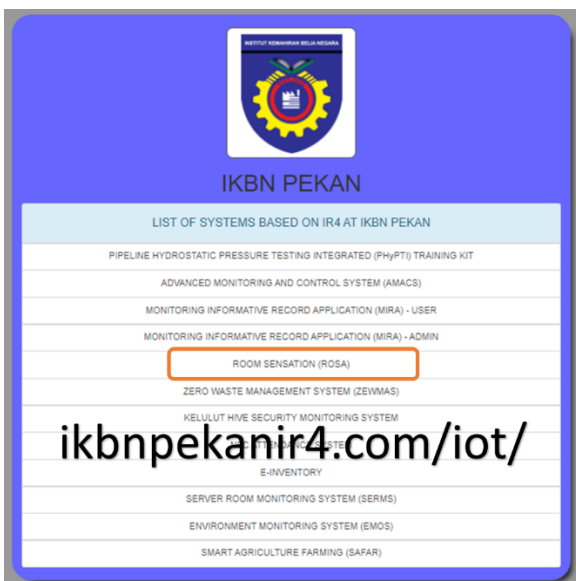 INSTITUT KEMAHIRAN BELIA NEGARA
IKBN PEKAN
LIST OF SYSTEMS BASED ON IR4 AT IKBN PEKAN
PIPELINE HYDROSTATIC PRESSURE TESTING INTEGRATED (PHyPTI) TRAINING KIT
ADVANCED MONITORING AND CONTROL SYSTEM (AMACS)
MONITORING INFORMATIVE RECORD APPLICATION (MIRA) - USER
MONITORING INFORMATIVE RECORD APPLICATION (MIRA) - ADMIN
ROOM SENSATION (ROSA)
ZERO WASTE MANAGEMENT SYSTEM (ZEWMAS)
KELULUT HIVE SECURITY MONITORING SYSTEM
ikbnpekanir4.com/iot/
ATTENDANCE SYSTEM
E-INVENTORY
SERVER ROOM MONITORING SYSTEM (SERMS)
ENVIRONMENT MONITORING SYSTEM (EMOS)
SMART AGRICULTURE FARMING (SAFAR)